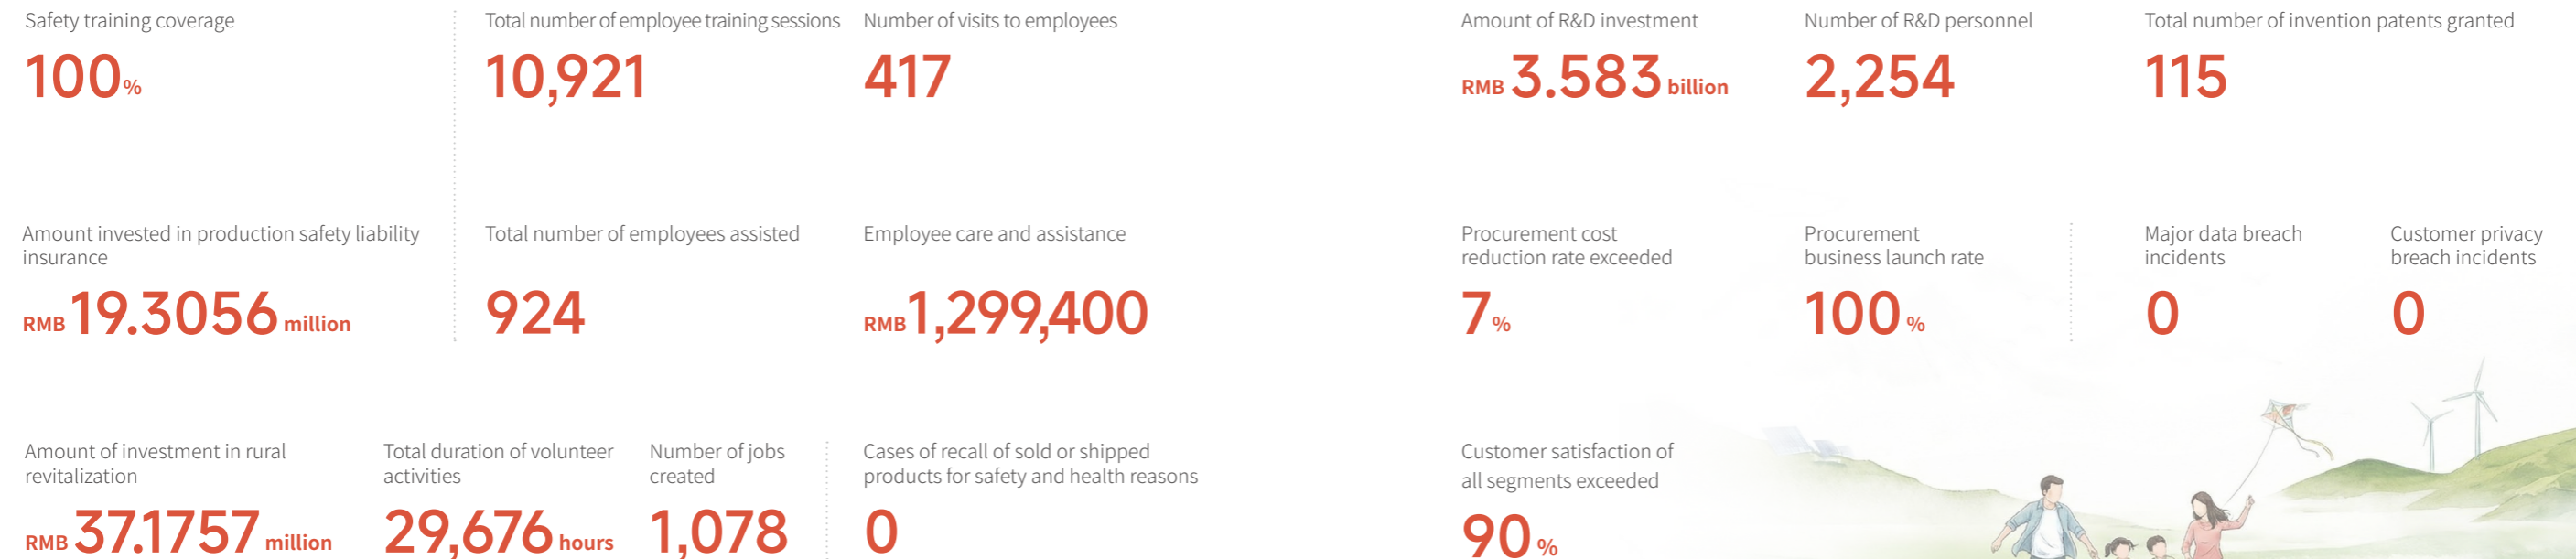 Safety training coverage
100%
Total number of employee training sessions
10,921
Number of visits to employees
417
Amount of R&D investment
RMB 3.583 billion
Number of R&D personnel
2,254
Total number of invention patents granted
115
Amount invested in production safety liability
insurance
RMB 19.3056 million
Total number of employees assisted
924
Employee care and assistance
RMB 1,299,400
Procurement cost
reduction rate exceeded
7%
Procurement
business launch rate
100 %
Major data breach
incidents
0
Customer privacy
breach incidents
0
Amount of investment in rural
revitalization
RMB 37.1757 million
Total duration of volunteer
activities
29,676 hours
Number of jobs
created
1,078
Cases of recall of sold or shipped
products for safety and health reasons
0
Customer satisfaction of
all segments exceeded
90 %